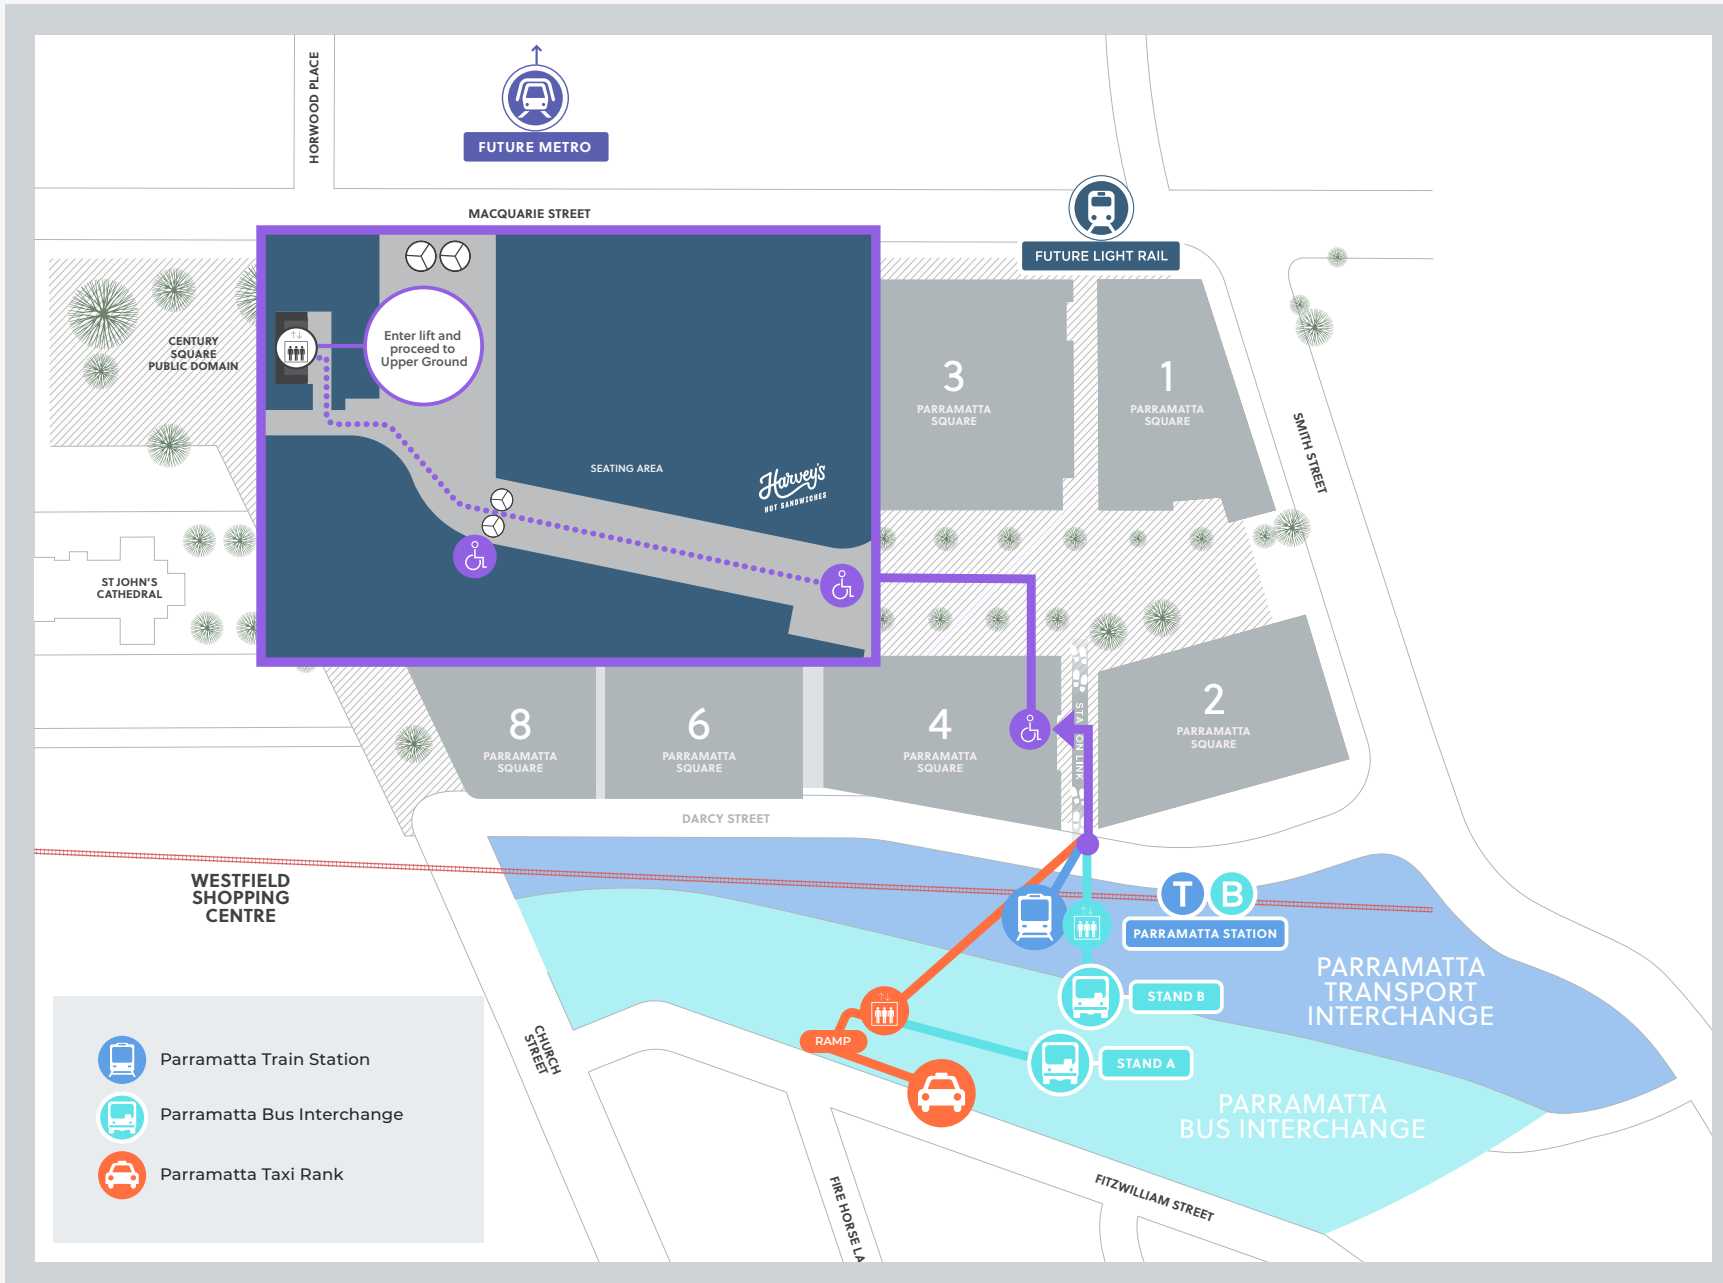 HORWOOD PLACE
FUTURE METRO
MACQUARIE STREET
FUTURE LIGHT RAIL
CENTURY
SQUARE
PUBLIC DOMAIN
Enter lift and
proceed to
Upper Ground
SEATING AREA
Harvey's
HOT SANDWICHES
3
PARRAMATTA
SQUARE
1
PARRAMATTA
SQUARE
SMITH STREET
ST JOHN'S
CATHEDRAL
8
PARRAMATTA
SQUARE
6
PARRAMATTA
SQUARE
4
PARRAMATTA
SQUARE
2
PARRAMATTA
SQUARE
LINK
DARCY STREET
WESTFIELD
SHOPPING
CENTRE
T
B
PARRAMATTA STATION
PARRAMATTA
TRANSPORT
INTERCHANGE
STAND B
STAND A
RAMP
PARRAMATTA
BUS INTERCHANGE
CHURCH
STREET
FIRE HORSE LA
FITZWILLIAM STREET
Parramatta Train Station
Parramatta Bus Interchange
Parramatta Taxi Rank